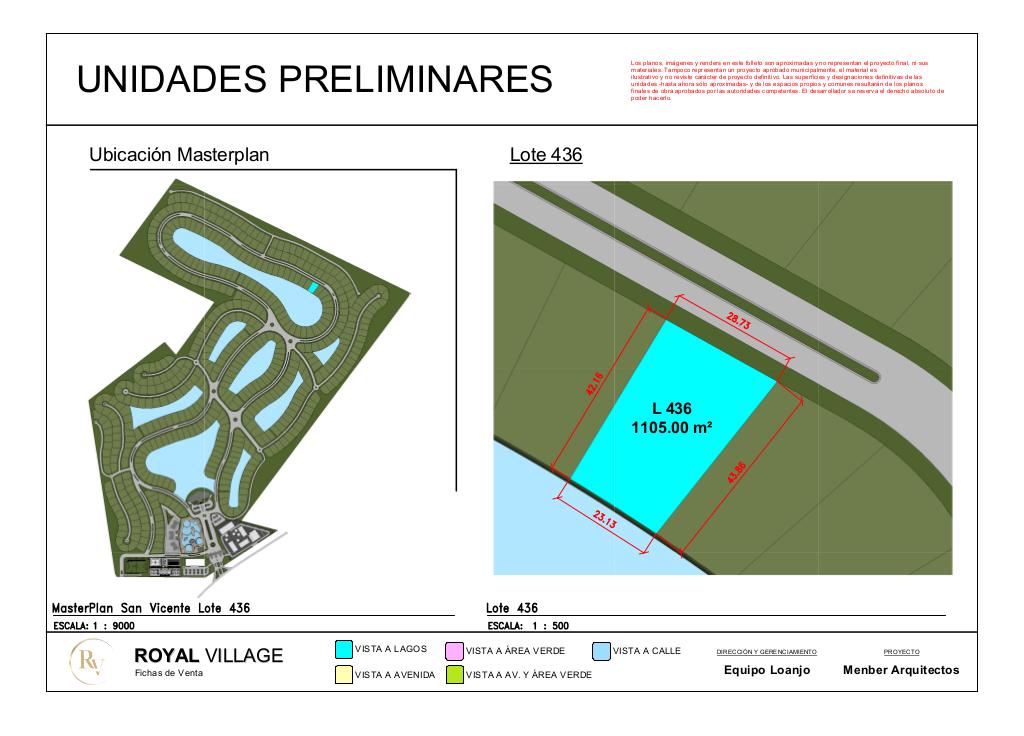 UNIDADES PRELIMINARES
Los planos, imágenes y renders en este folleto son aproximadas y no representan el proyecto final, ni sus
materiales. Tampoco representan un proyecto aprobado municipalmente, el material es
ilustrativo y no reviste carácter de proyecto definitivo. Las superficies y designaciones definitivas de las
unidades -hasta ahora sólo aproximadas- y de los espacios propios y comunes resultarán de los planos
finales de obra aprobados por las autoridades competentes. El desarrollador se reserva el derecho absoluto de
poder hacerlo.
Ubicación Masterplan
Lote 436
28.73
42.16
L 436
1105.00 m²
43.86
23.13
MasterPlan San Vicente Lote 436
ESCALA: 1 : 9000
Lote 436
ESCALA: 1 : 500
RV
ROYAL VILLAGE
Fichas de Venta
VISTA A LAGOS
VISTA A ÁREA VERDE
VISTA A CALLE
VISTA A AVENIDA
VISTA A AV. Y ÁREA VERDE
DIRECCIÓN Y GERENCIAMIENTO
Equipo Loanjo
PROYECTO
Menber Arquitectos